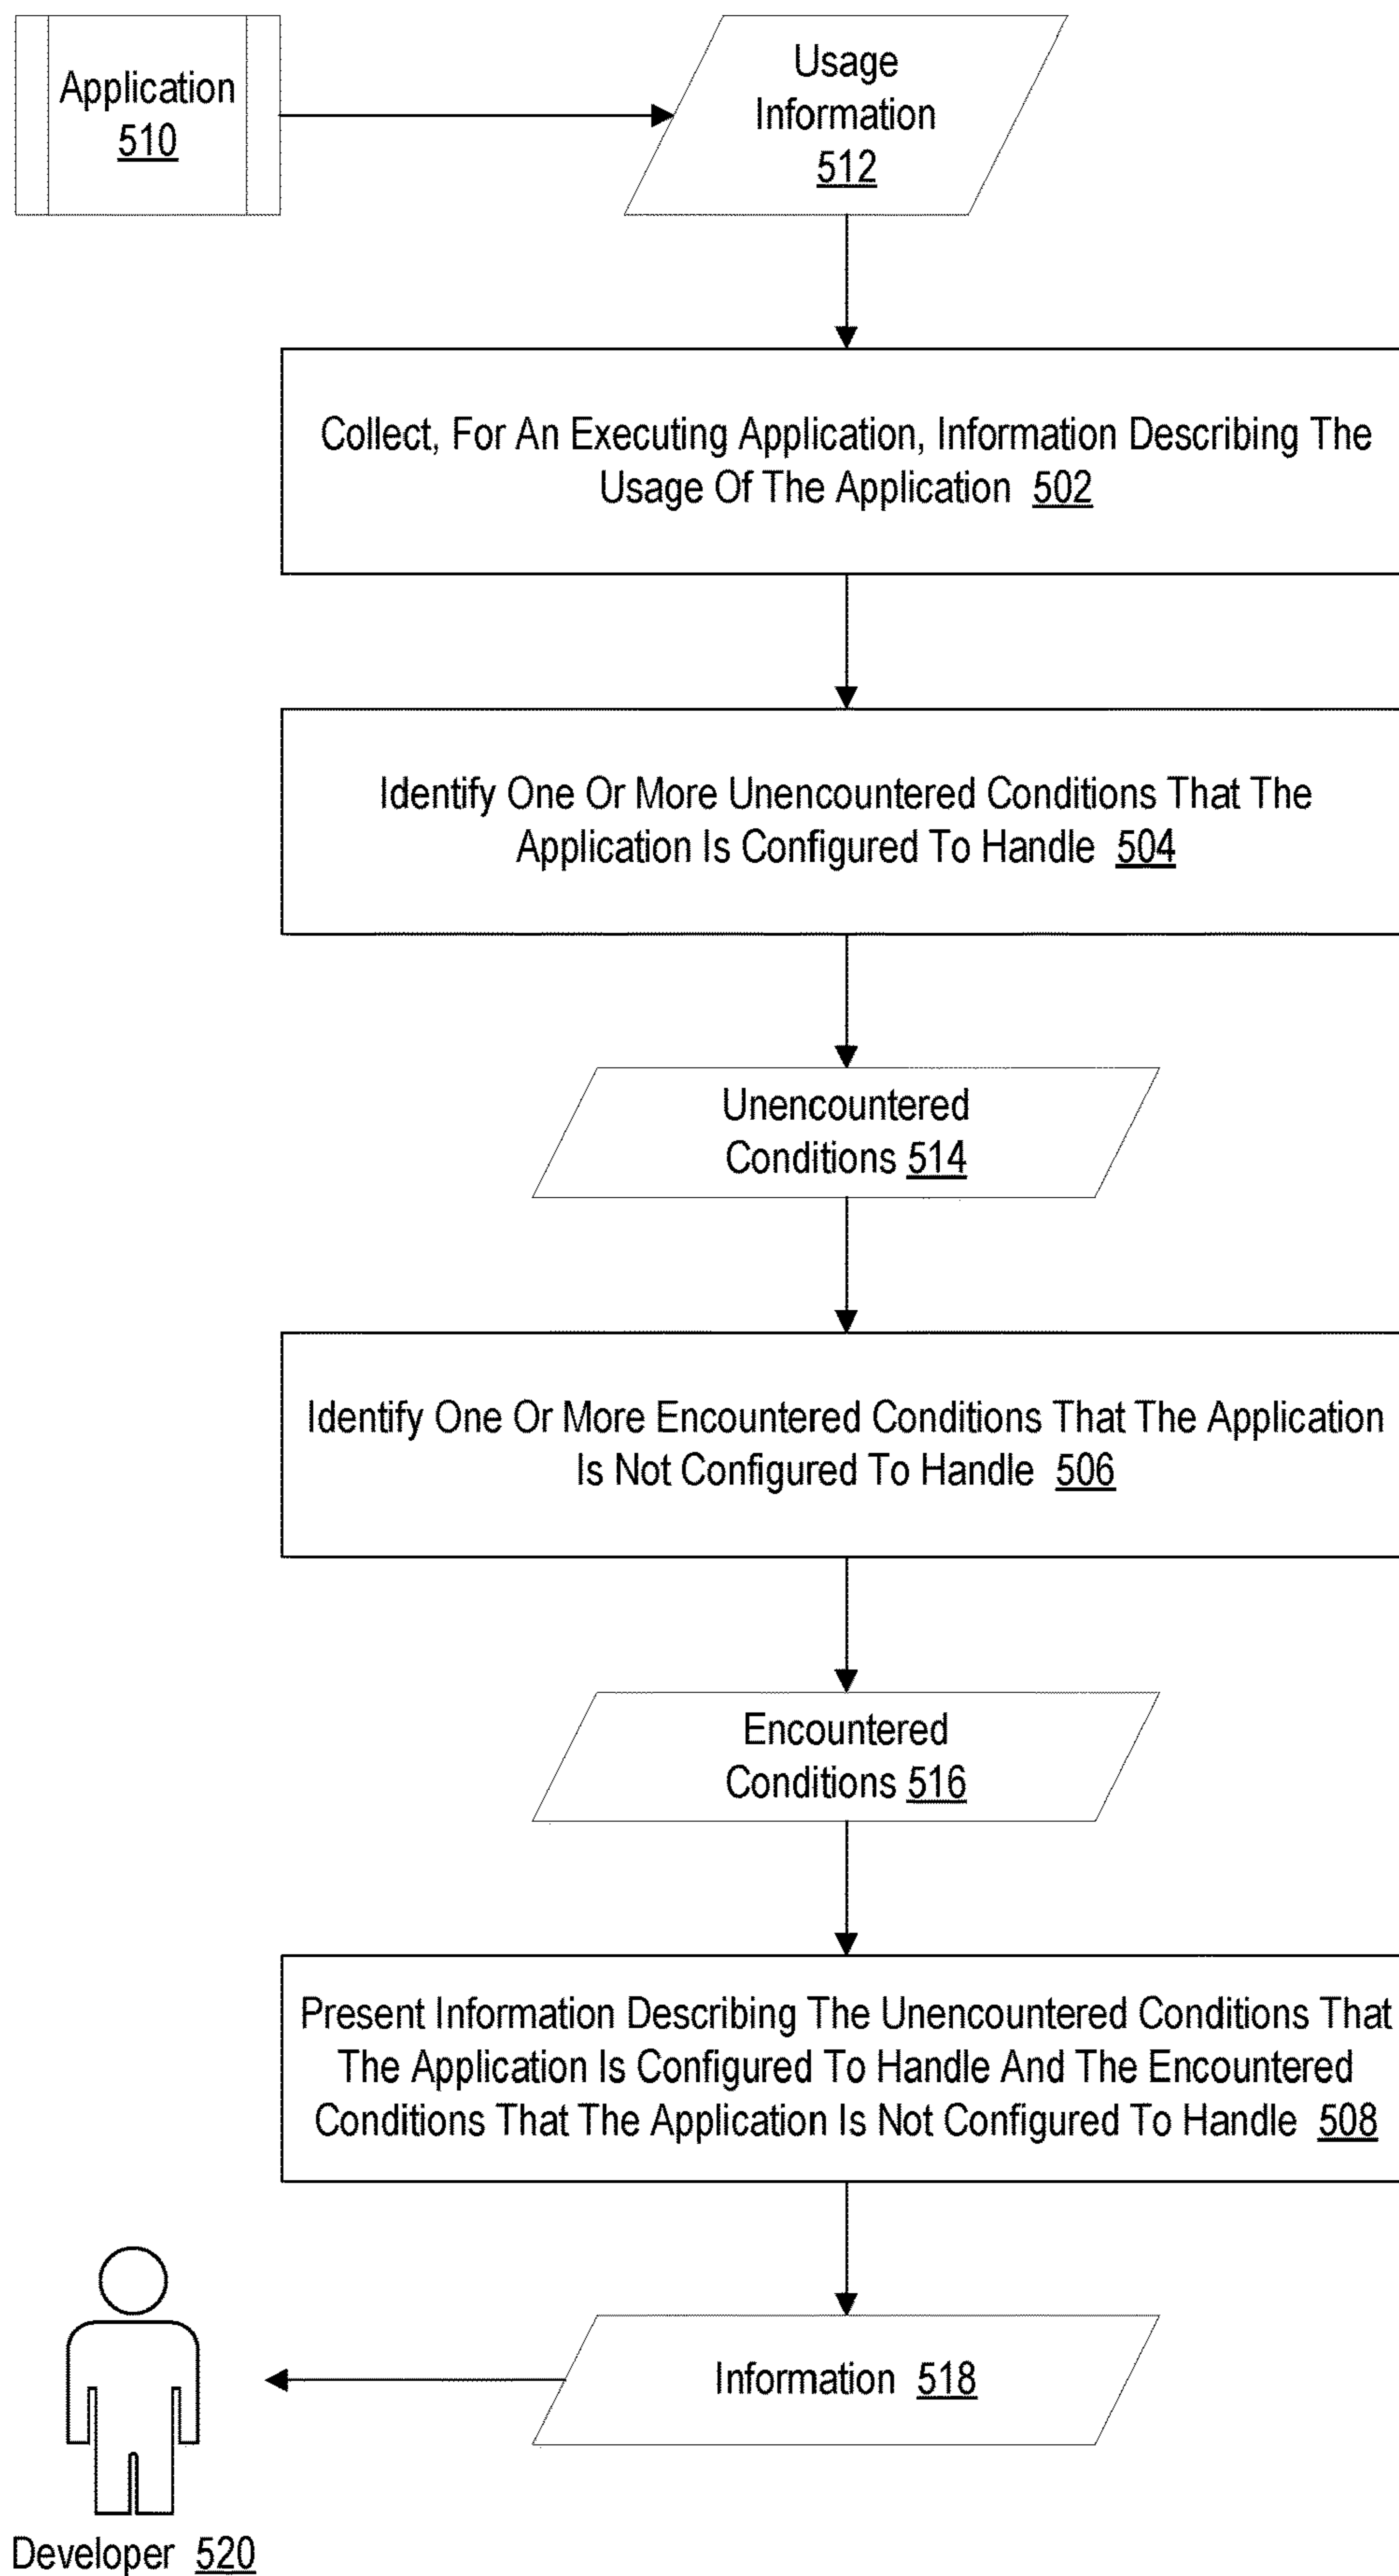 Application
510
Usage
Information
512
Collect, For An Executing Application, Information Describing The
Usage Of The Application 502
Identify One Or More Unencountered Conditions That The
Application Is Configured To Handle 504
Unencountered
Conditions 514
Identify One Or More Encountered Conditions That The Application
Is Not Configured To Handle 506
Encountered
Conditions 516
Present Information Describing The Unencountered Conditions That
The Application Is Configured To Handle And The Encountered
Conditions That The Application Is Not Configured To Handle 508
Information 518
Developer 520